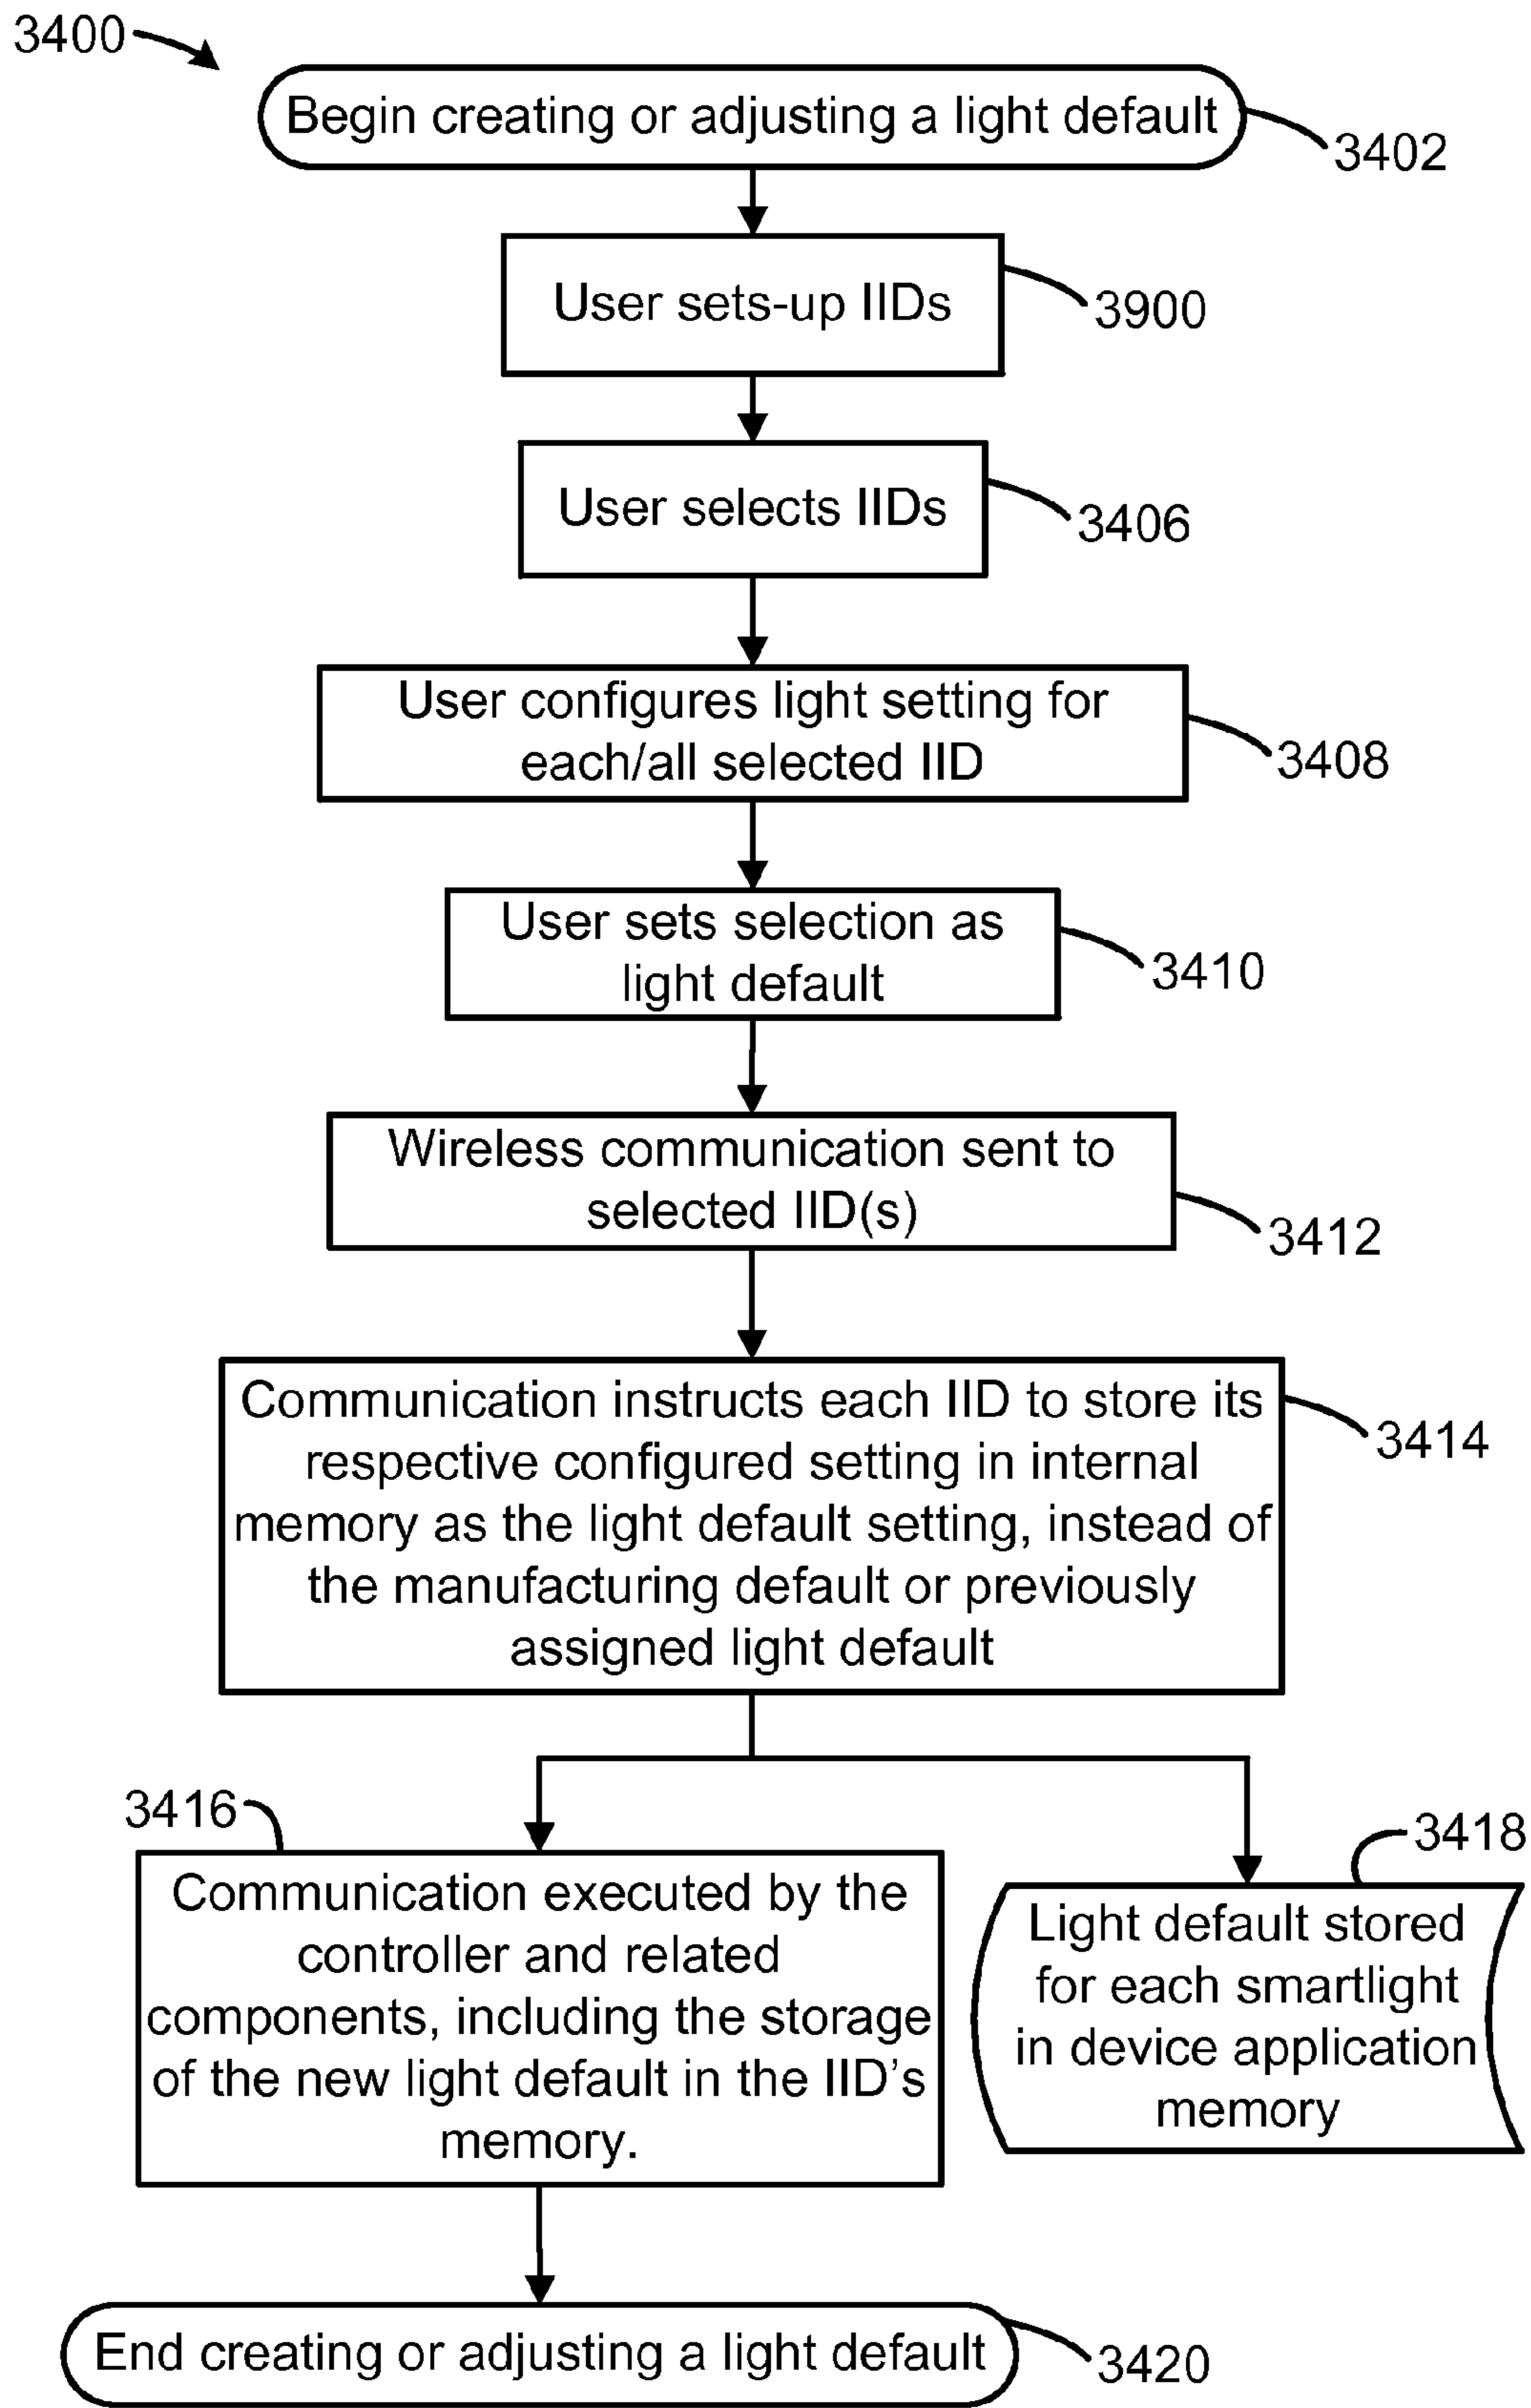 3400
Begin creating or adjusting a light default
3402
User sets-up IIDs
3900
User selects IIDs
3406
User configures light setting for
each/all selected IID
3408
User sets selection as
light default
3410
Wireless communication sent to
selected IID(s)
3412
Communication instructs each IID to store its
respective configured setting in internal
memory as the light default setting, instead of
the manufacturing default or previously
assigned light default
3414
3416
Communication executed by the
controller and related
components, including the storage
of the new light default in the IID's
memory.
3418
Light default stored
for each smartlight
in device application
memory
End creating or adjusting a light default
3420